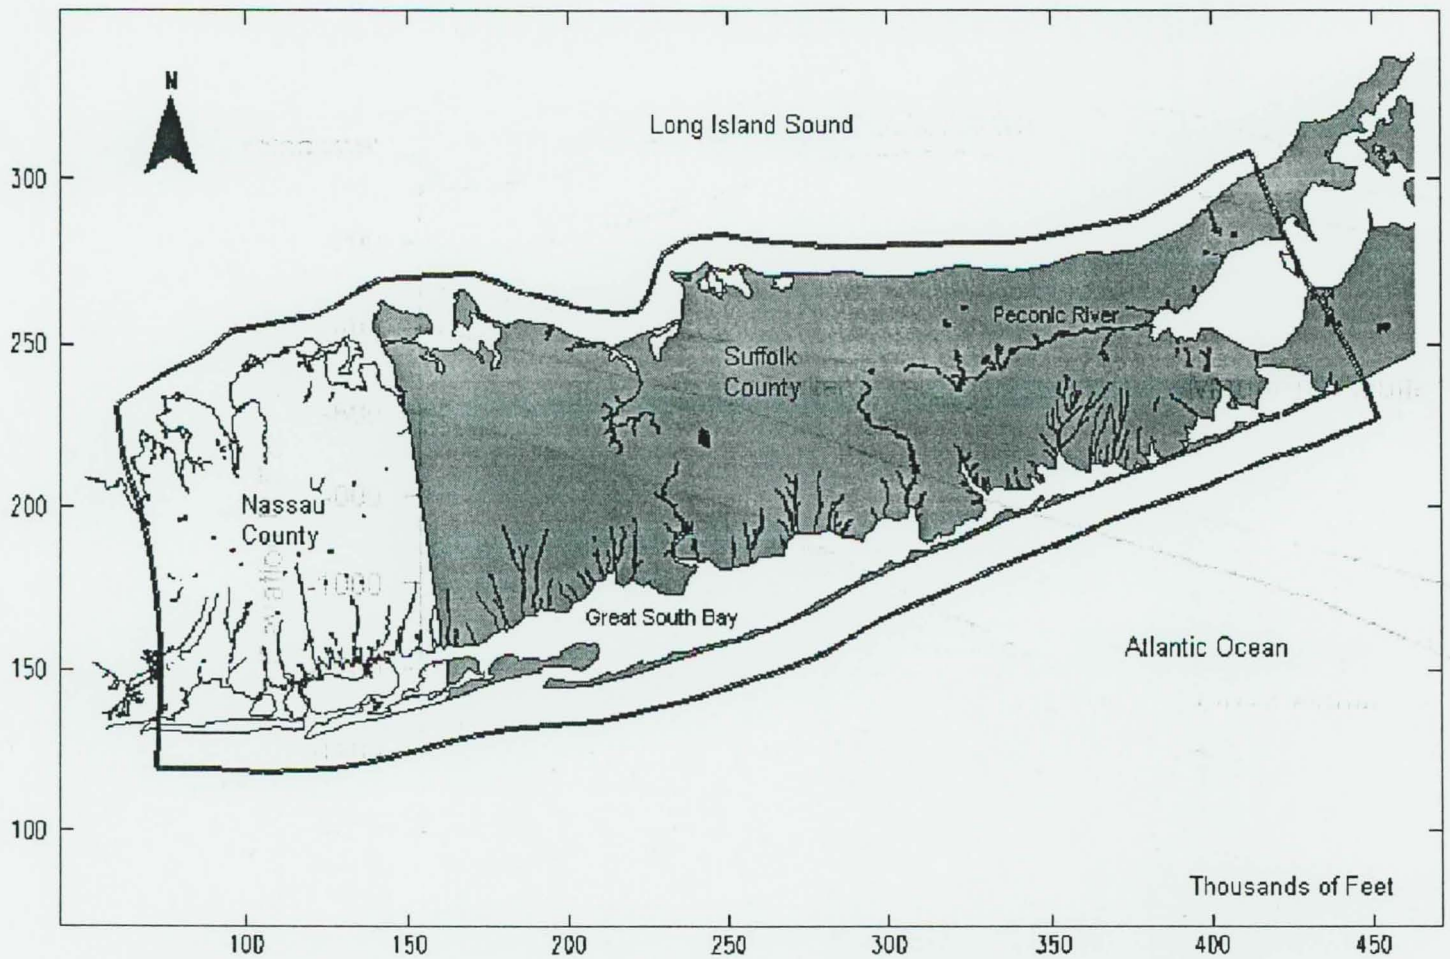 N
Long Island Sound
300
Peconic River
250
Suffolk
County
Nassau
County
200
-1000
Great South Bay
Atlantic Ocean
150
100
Thousands of Feet
100 150 200 250 300 350 400 450